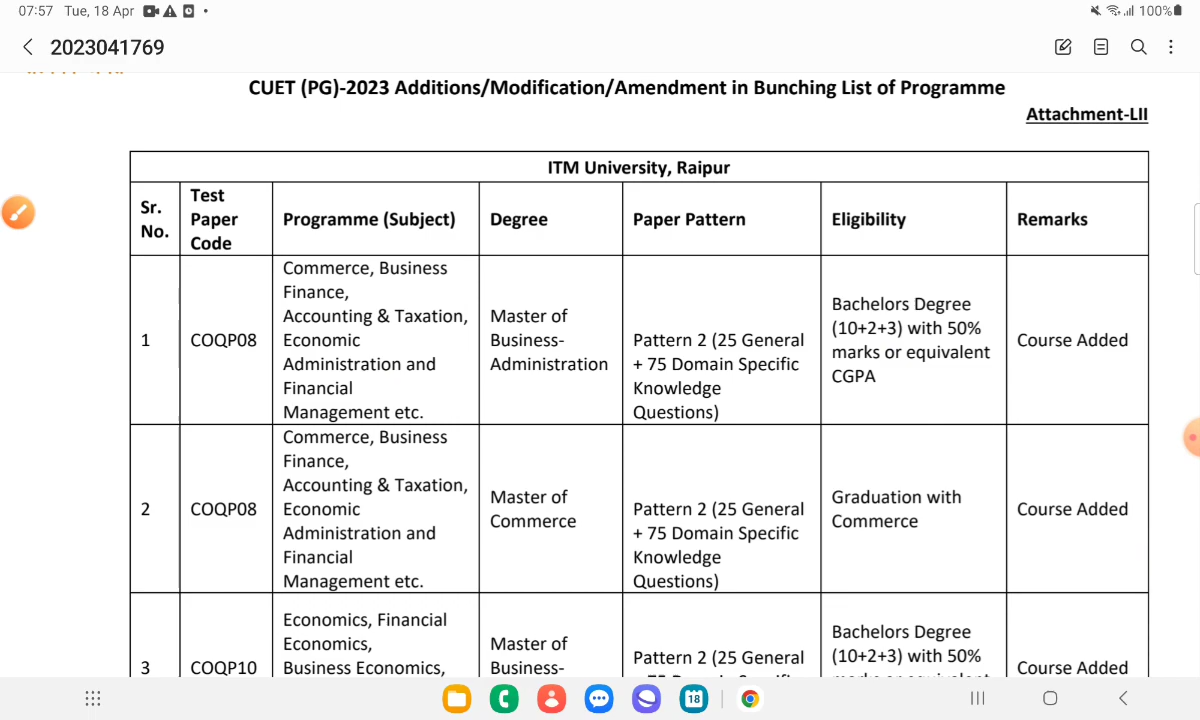 07:57 Tue, 18 Apr
100%
2023041769
CUET (PG)-2023 Additions/Modification/Amendment in Bunching List of Programme
Attachment-LII
ITM University, Raipur
Sr. No.
Test Paper Code
Programme (Subject)
Degree
Paper Pattern
Eligibility
Remarks
1
COQP08
Commerce, Business
Finance,
Accounting & Taxation,
Economic
Administration and
Financial
Management etc.
Master of
Business-
Administration
Pattern 2 (25 General
+ 75 Domain Specific
Knowledge
Questions)
Bachelors Degree
(10+2+3) with 50%
marks or equivalent
CGPA
Course Added
2
COQP08
Commerce, Business
Finance,
Accounting & Taxation,
Economic
Administration and
Financial
Management etc.
Master of
Commerce
Pattern 2 (25 General
+ 75 Domain Specific
Knowledge
Questions)
Graduation with
Commerce
Course Added
3
COQP10
Economics, Financial
Economics,
Business Economics,
Master of
Business-
Pattern 2 (25 General
Bachelors Degree
(10+2+3) with 50%
Course Added
18